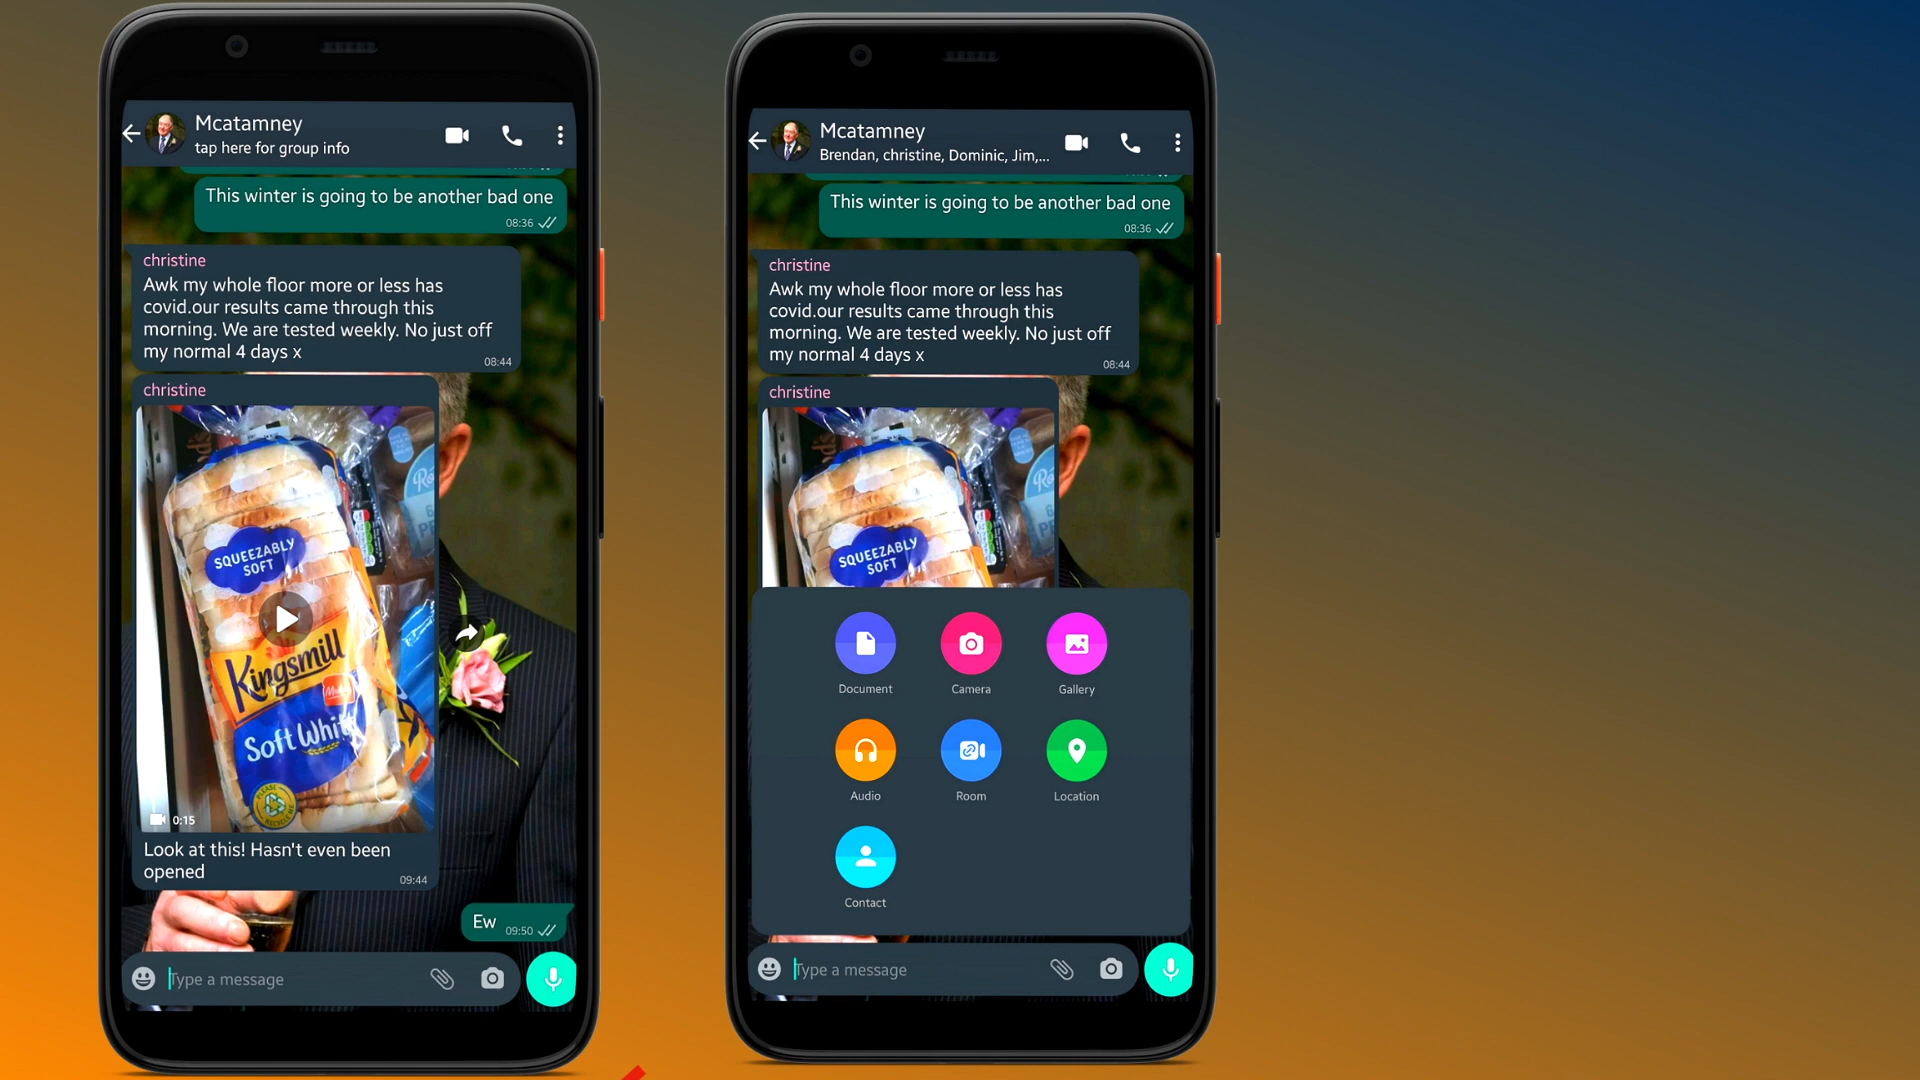 Mcatamney
tap here for group info
This winter is going to be another bad one
08:36
christine
Awk my whole floor more or less has
covid.our results came through this
morning. We are tested weekly. No just off
my normal 4 days x
08:44
christine
SQUEEZABLY
SOFT
Kingsmill
Soft White
PLEASE
RECYCLE ME
0:15
Look at this! Hasn't even been
opened
09:44
Ew
09:50
Type a message
Mcatamney
Brendan, christine, Dominic, Jim,...
This winter is going to be another bad one
08:36
christine
Awk my whole floor more or less has
covid.our results came through this
morning. We are tested weekly. No just off
my normal 4 days x
08:44
christine
SQUEEZABLY
SOFT
Document
Camera
Gallery
Audio
Room
Location
Contact
Type a message